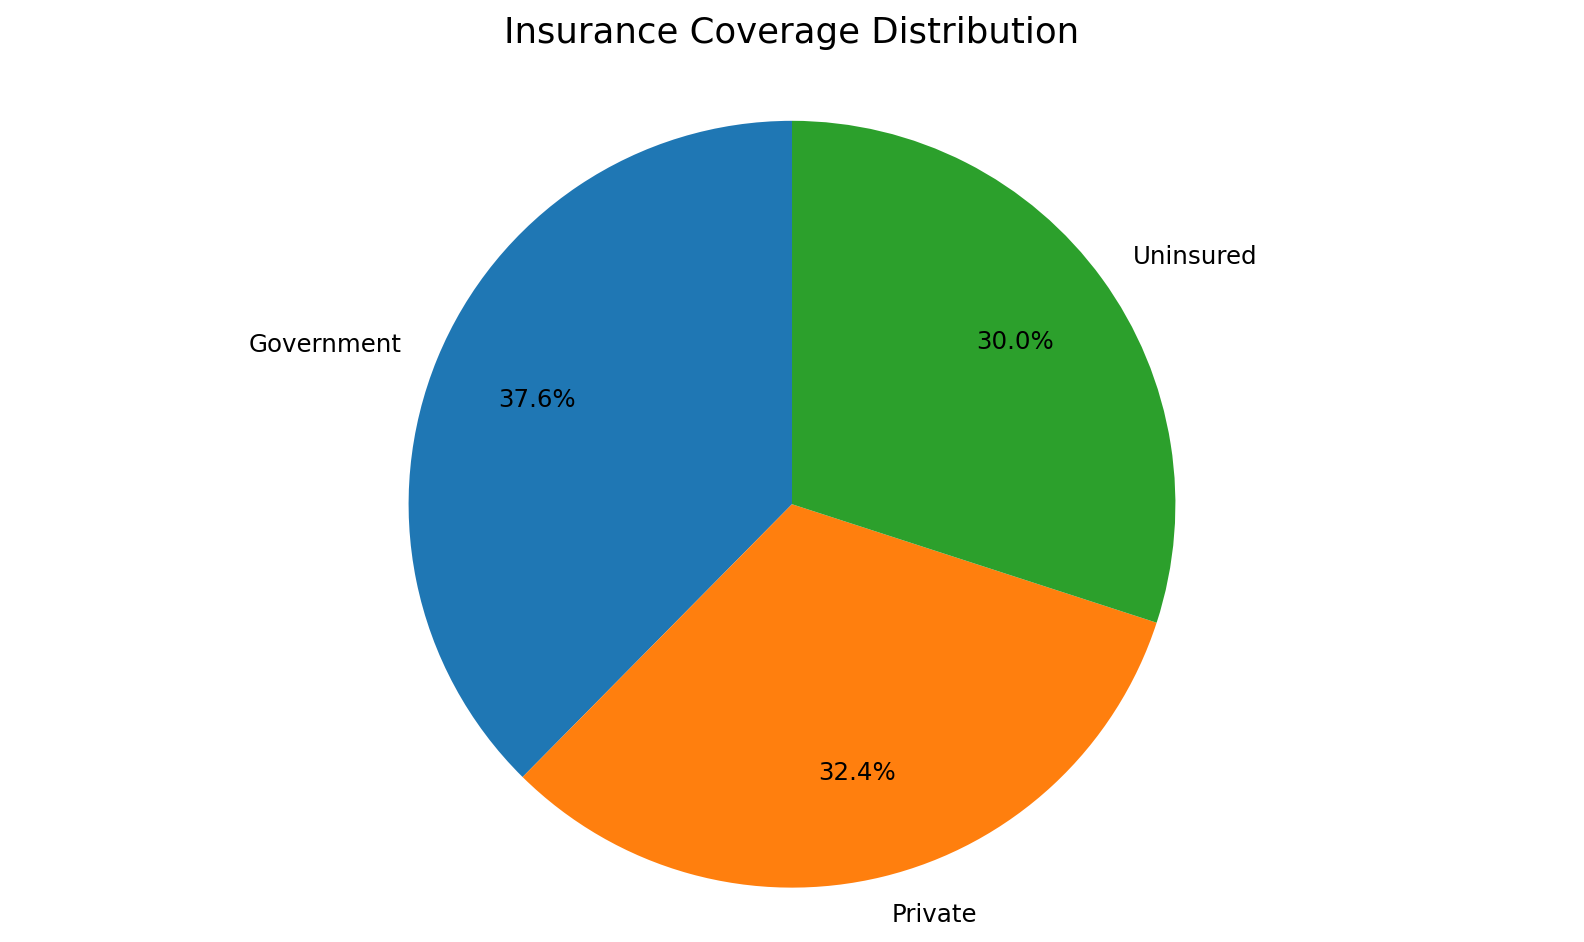 Insurance Coverage Distribution
Uninsured
30.0%
Government
37.6%
32.4%
Private